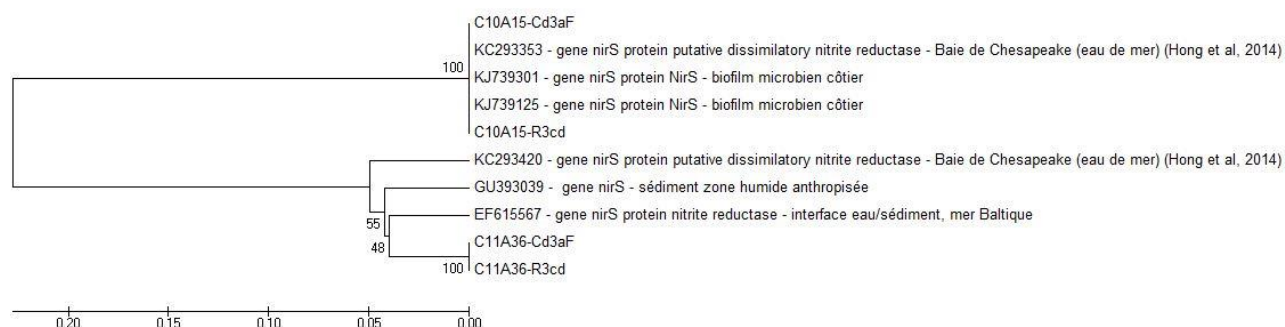 C10A15-Cd3aF
KC293353 - gene nirS protein putative dissimilatory nitrite reductase - Baie de Chesapeake (eau de mer) (Hong et al, 2014)
100
KJ739301 - gene nirS protein NirS - biofilm microbien côtier
KJ739125 - gene nirS protein NirS - biofilm microbien côtier
C10A15-R3cd
KC293420 - gene nirS protein putative dissimilatory nitrite reductase - Baie de Chesapeake (eau de mer) (Hong et al, 2014)
GU393039 - gene nirS - sédiment zone humide anthropisée
EF615567 - gene nirS protein nitrite reductase - interface eau/sédiment, mer Baltique
55
C11A36-Cd3aF
48
100
C11A36-R3cd
0.20 0.15 0.10 0.05 0.00